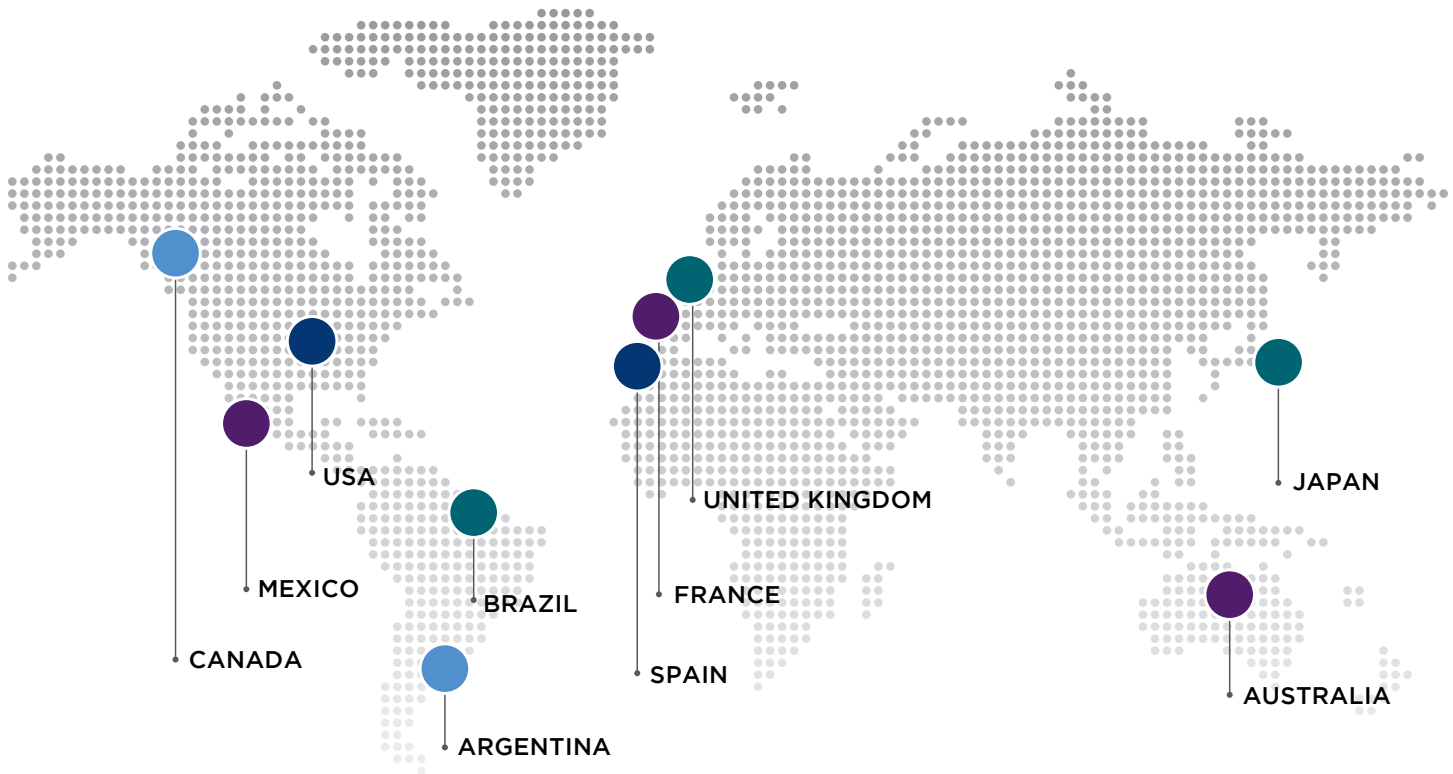 USA
JAPAN
UNITED KINGDOM
MEXICO
FRANCE
BRAZIL
CANADA
SPAIN
AUSTRALIA
ARGENTINA